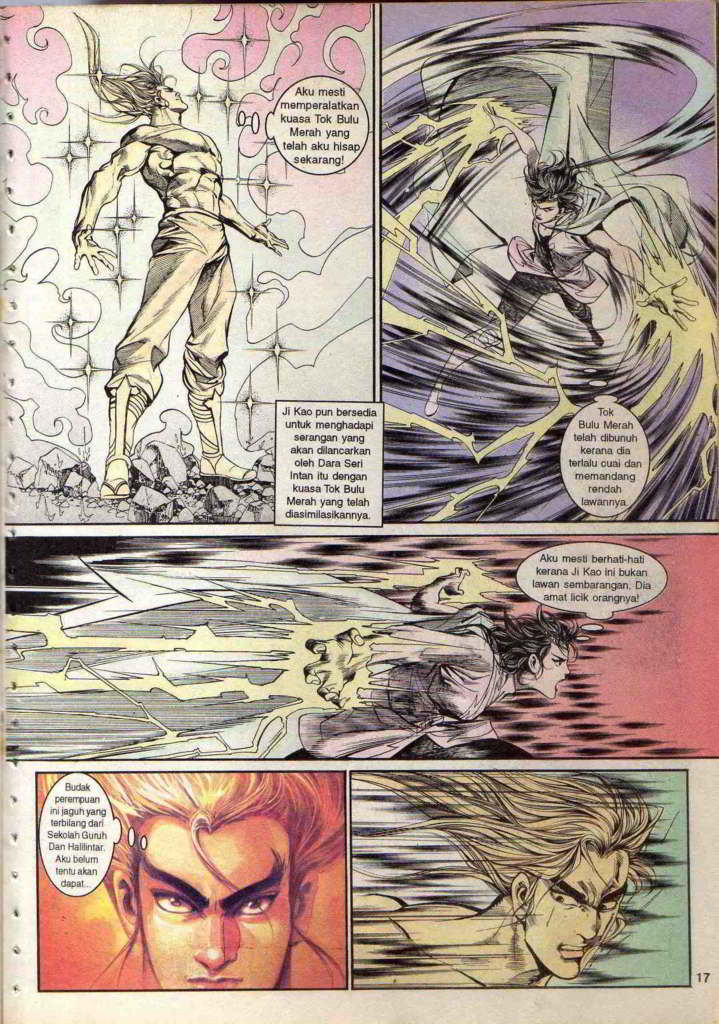 Aku mesti
memperalatkan
kuasa Tok Bulu
Merah yang
telah aku hisap
sekarang!
Ji Kao pun bersedia
untuk menghadapi
serangan yang
akan dilancarkan
oleh Dara Seri
Intan itu dengan
kuasa Tok Bulu
Merah yang telah
diasimilasikannya.
Tok
Bulu Merah
telah dibunuh
kerana dia
terlalu cuai dan
memandang
rendah
lawannya.
Aku mesti berhati-hati
kerana Ji Kao ini bukan
lawan sembarangan. Dia
amat licik orangnya!
Budak
perempuan
ini jaguh yang
terbilang dari
Sekolah Guruh
Dan Halilintar.
Aku belum
tentu akan
dapat...
17